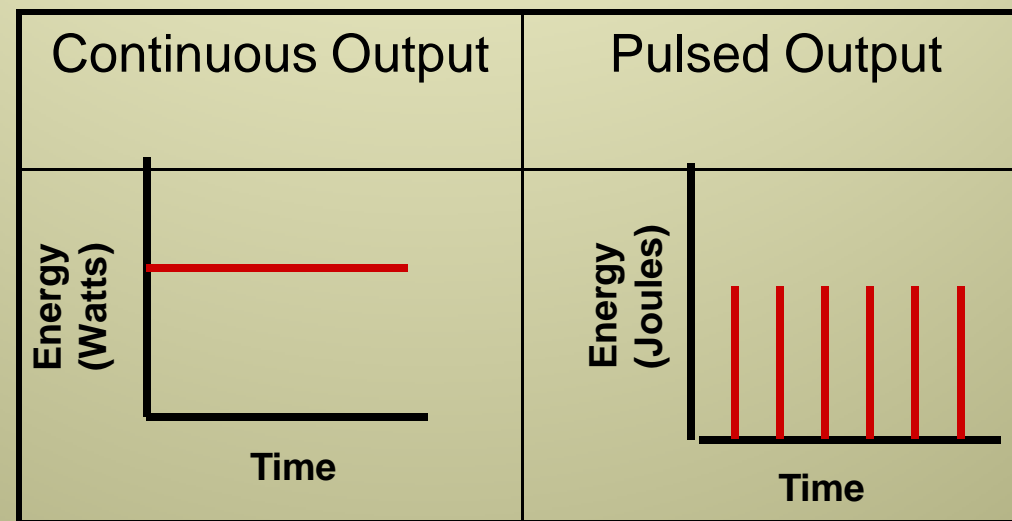 Continuous Output
Pulsed Output
Energy
(Watts)
Time
Energy
(Joules)
Time